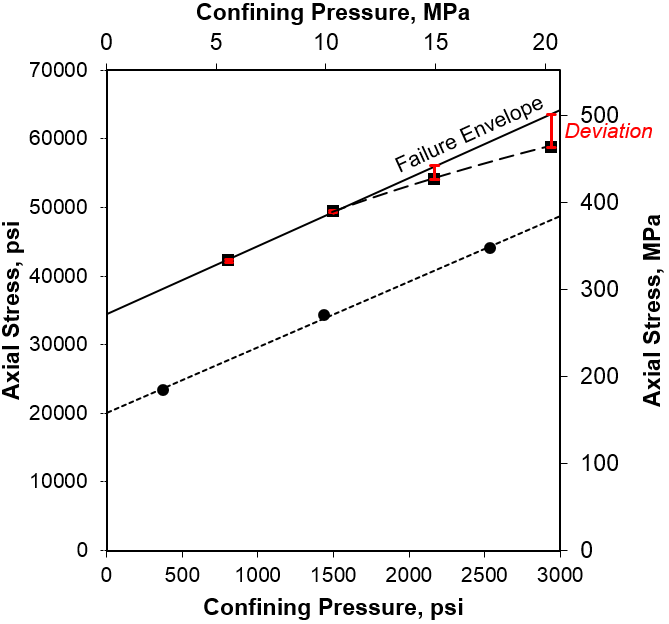 Confining Pressure, MPa
0 5 10 15 20
70000
60000
50000
40000
30000
20000
10000
0
Axial Stress, psi
Failure Envelope
Deviation
500
400
300
200
100
0
Axial Stress, MPa
0 500 1000 1500 2000 2500 3000
Confining Pressure, psi